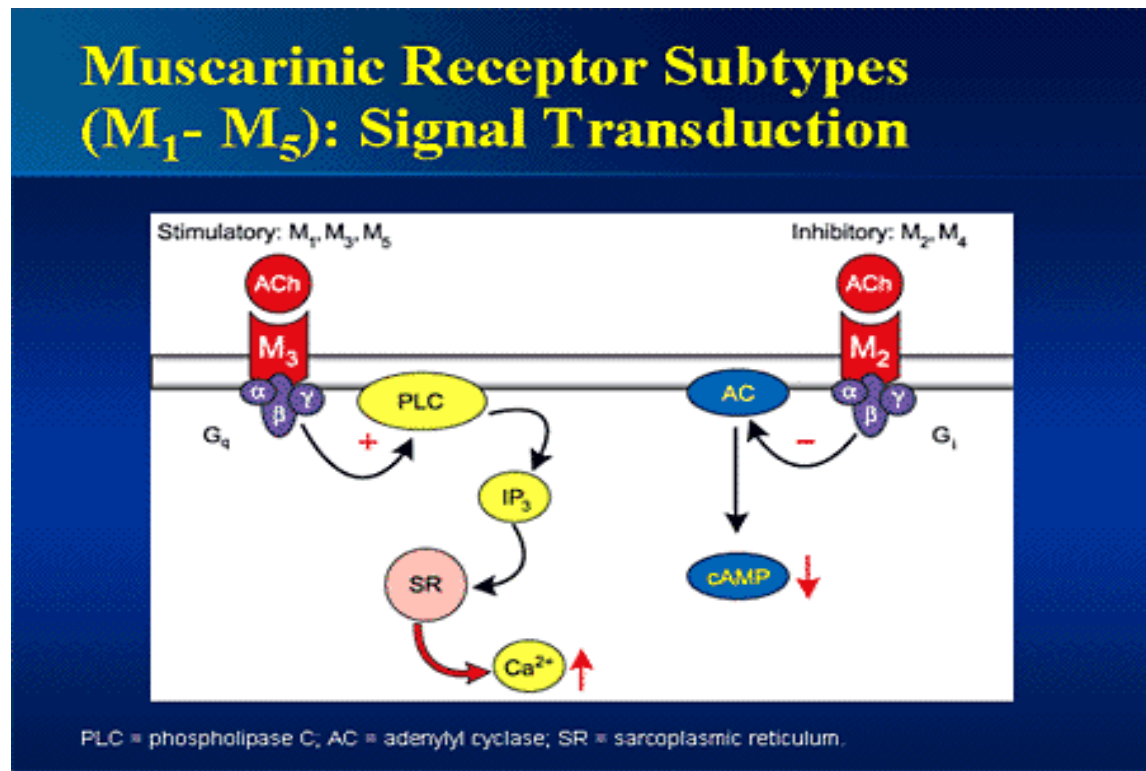 Muscarinic Receptor Subtypes
(M₁- M₅): Signal Transduction
Stimulatory: M₁, M₃, M₅
Inhibitory: M₂, M₄
ACh
ACh
M₃
M₂
α
β
γ
PLC
AC
α
β
γ
Gq
+
−
Gᵢ
IP₃
SR
cAMP
Ca²⁺
PLC = phospholipase C; AC = adenylyl cyclase; SR = sarcoplasmic reticulum.